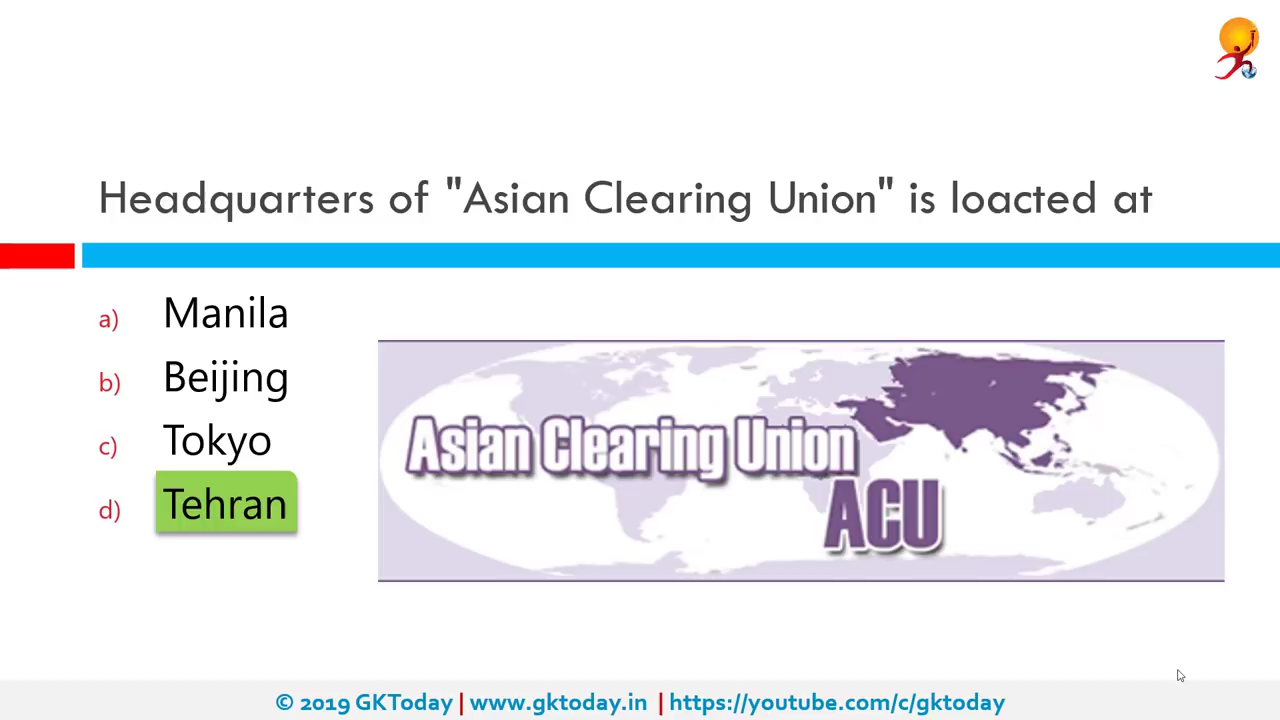 Headquarters of "Asian Clearing Union" is loacted at
a) Manila
b) Beijing
c) Tokyo
d) Tehran
Asian Clearing Union
ACU
© 2019 GKToday | www.gktoday.in | https://youtube.com/c/gktoday